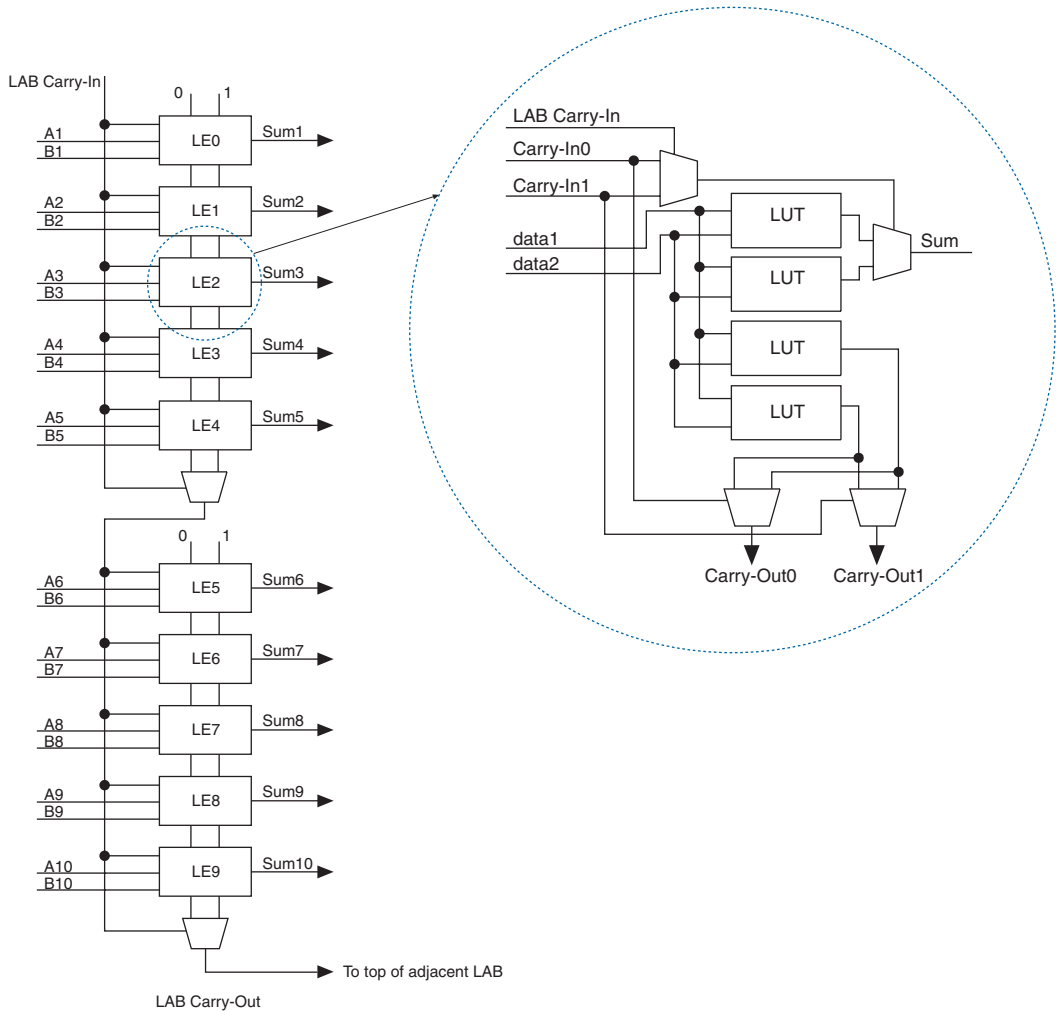 LAB Carry-In
0 1
A1
B1
LE0
Sum1
A2
B2
LE1
Sum2
A3
B3
LE2
Sum3
A4
B4
LE3
Sum4
A5
B5
LE4
Sum5
0 1
A6
B6
LE5
Sum6
A7
B7
LE6
Sum7
A8
B8
LE7
Sum8
A9
B9
LE8
Sum9
A10
B10
LE9
Sum10
To top of adjacent LAB
LAB Carry-Out
LAB Carry-In
Carry-In0
Carry-In1
data1
data2
LUT
LUT
LUT
LUT
Sum
Carry-Out0
Carry-Out1